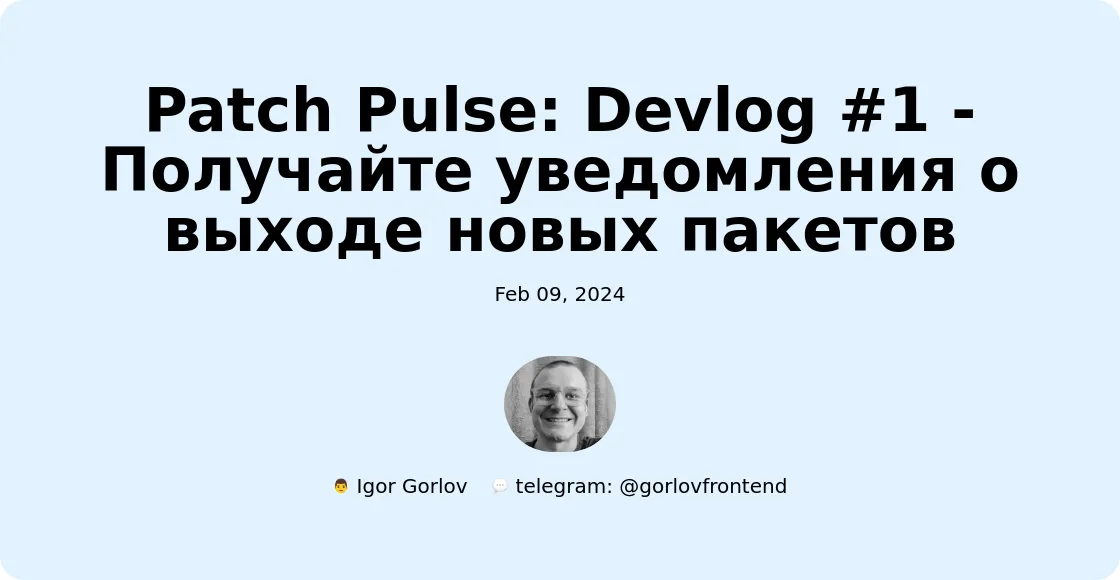 Patch Pulse: Devlog #1 -
Получайте уведомления о
выходе новых пакетов
Feb 09, 2024
Igor Gorlov telegram: @gorlovfrontend